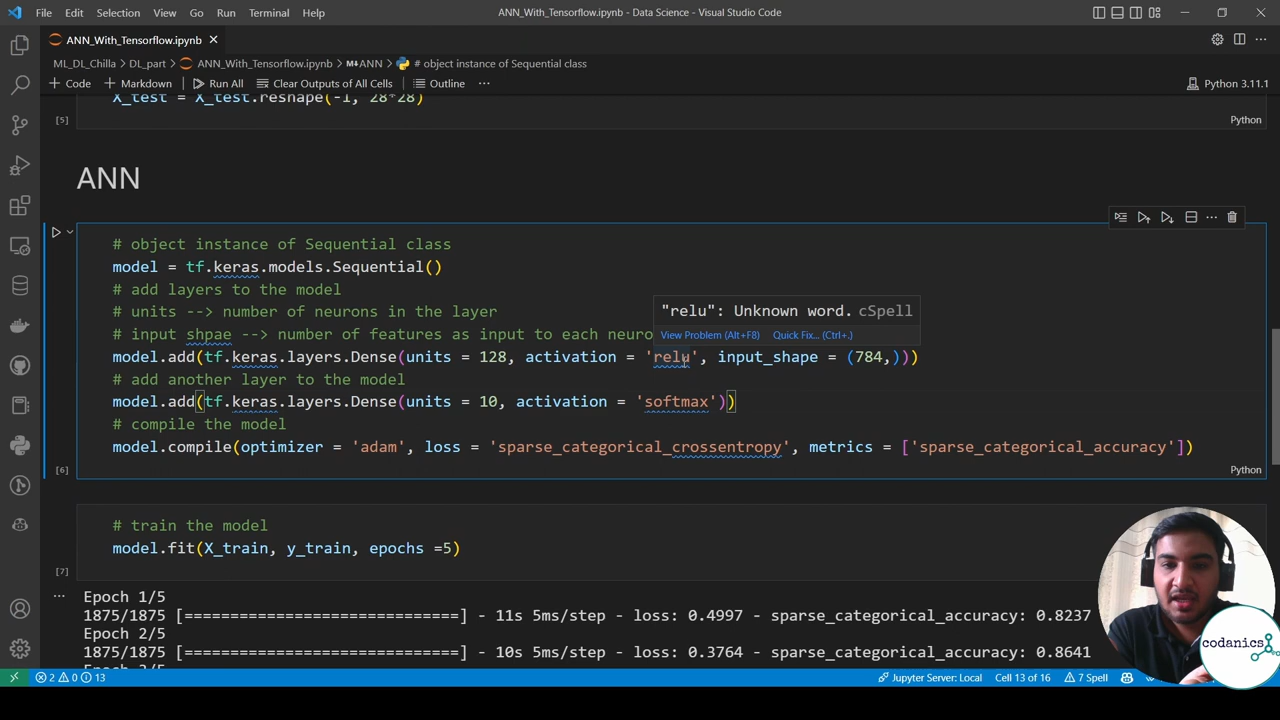 File Edit Selection View Go Run Terminal Help
ANN_With_Tensorflow.ipynb - Data Science - Visual Studio Code
ANN_With_Tensorflow.ipynb
ML_DL_Chilla > DL_part > ANN_With_Tensorflow.ipynb > M↓ANN > # object instance of Sequential class
+ Code + Markdown Run All Clear Outputs of All Cells Outline ... Python 3.11.1
X_test = X_test.reshape(-1, 28*28)
[5] Python
ANN
# object instance of Sequential class
model = tf.keras.models.Sequential()
# add layers to the model
# units --> number of neurons in the layer
"relu": Unknown word. cSpell
# input shpae --> number of features as input to each neuro
View Problem (Alt+F8) Quick Fix... (Ctrl+.)
model.add(tf.keras.layers.Dense(units = 128, activation = 'relu', input_shape = (784,)))
# add another layer to the model
model.add(tf.keras.layers.Dense(units = 10, activation = 'softmax'))
# compile the model
model.compile(optimizer = 'adam', loss = 'sparse_categorical_crossentropy', metrics = ['sparse_categorical_accuracy'])
[6] Python
# train the model
model.fit(X_train, y_train, epochs =5)
[7]
... Epoch 1/5
1875/1875 [==============================] - 11s 5ms/step - loss: 0.4997 - sparse_categorical_accuracy: 0.8237
Epoch 2/5
1875/1875 [==============================] - 10s 5ms/step - loss: 0.3764 - sparse_categorical_accuracy: 0.8641
codanics
2 0 13 Jupyter Server: Local Cell 13 of 16 7 Spell